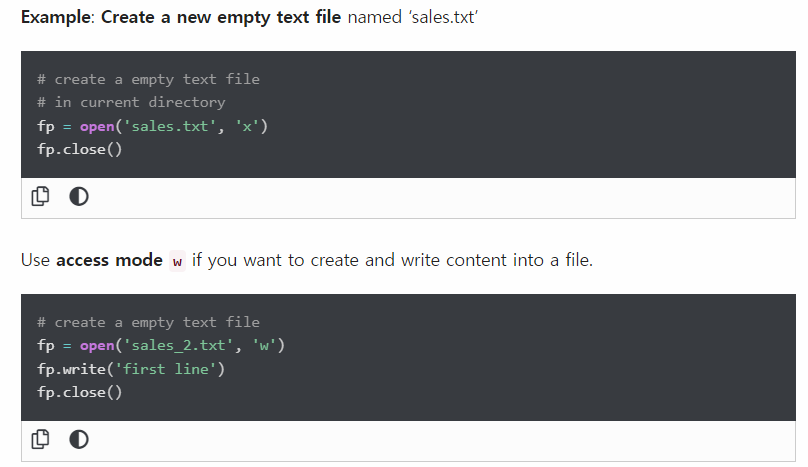 Example: Create a new empty text file named ‘sales.txt’
# create a empty text file
# in current directory
fp = open('sales.txt', 'x')
fp.close()
Use access mode w if you want to create and write content into a file.
# create a empty text file
fp = open('sales_2.txt', 'w')
fp.write('first line')
fp.close()